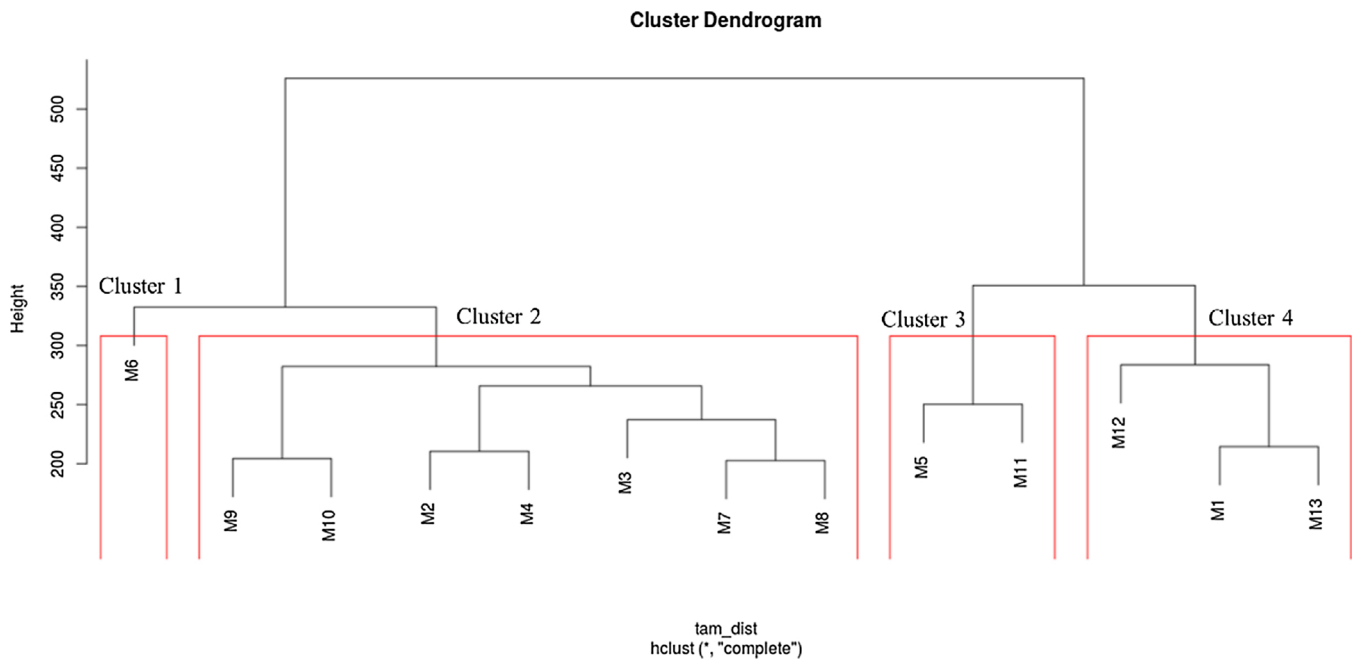 Cluster Dendrogram
Height
500
450
400
350
300
250
200
Cluster 1
Cluster 2
Cluster 3
Cluster 4
M6
M9
M10
M2
M4
M3
M7
M8
M5
M11
M12
M1
M13
tam_dist
hclust (*, "complete")